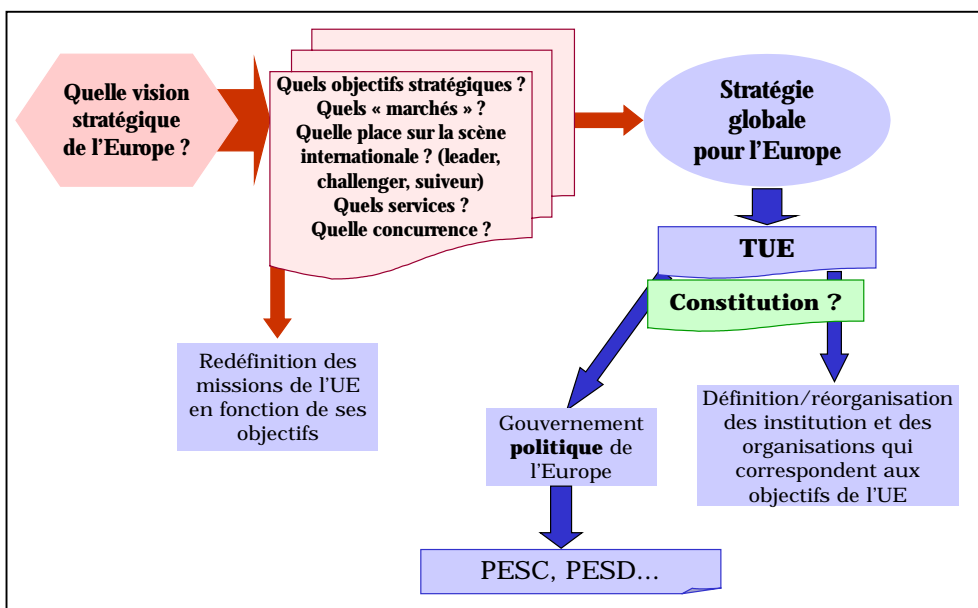 Quelle vision
stratégique
de l'Europe ?
Quels objectifs stratégiques ?
Quels « marchés » ?
Quelle place sur la scène
internationale ? (leader,
challenger, suiveur)
Quels services ?
Quelle concurrence ?
Stratégie
globale
pour l'Europe
TUE
Constitution ?
Redéfinition des
missions de l'UE
en fonction de ses
objectifs
Gouvernement
politique de
l'Europe
Définition/réorganisation
des institution et des
organisations qui
correspondent aux
objectifs de l'UE
PESC, PESD...